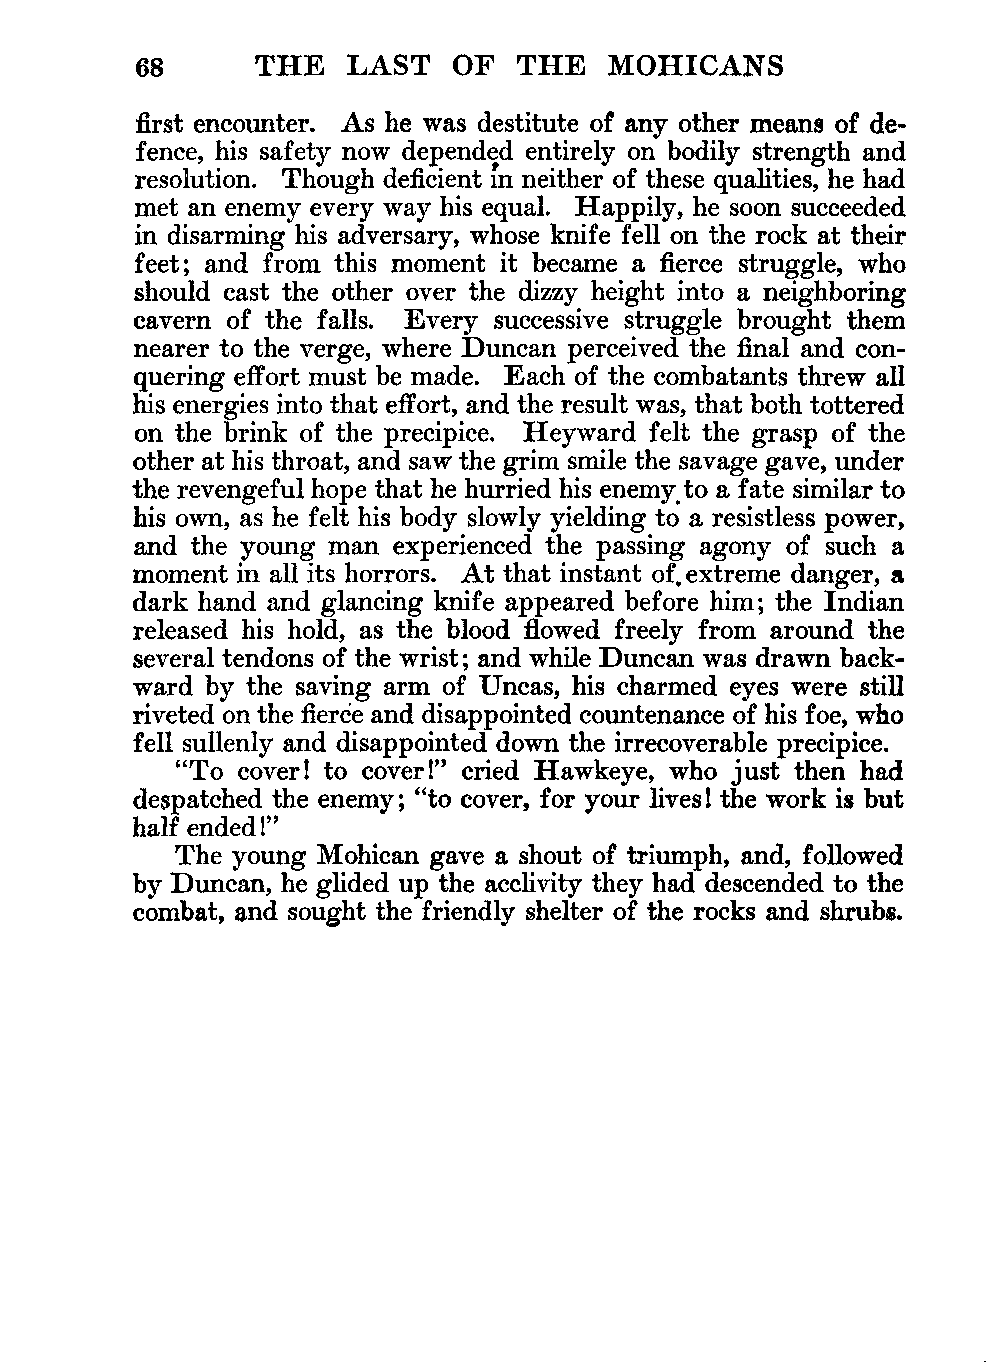 68 THE LAST OF THE MOHICANS
first encounter. As he was destitute of any other means of de-
fence, his safety now depended entirely on bodily strength and
resolution. Though deficient in neither of these qualities, he had
met an enemy every way his equal. Happily, he soon succeeded
in disarming his adversary, whose knife fell on the rock at their
feet; and from this moment it became a fierce struggle, who
should cast the other over the dizzy height into a neighboring
cavern of the falls. Every successive struggle brought them
nearer to the verge, where Duncan perceived the final and con-
quering effort must be made. Each of the combatants threw all
his energies into that effort, and the result was, that both tottered
on the brink of the precipice. Heyward felt the grasp of the
other at his throat, and saw the grim smile the savage gave, under
the revengeful hope that he hurried his enemy to a fate similar to
his own, as he felt his body slowly yielding to a resistless power,
and the young man experienced the passing agony of such a
moment in all its horrors. At that instant of extreme danger, a
dark hand and glancing knife appeared before him; the Indian
released his hold, as the blood flowed freely from around the
several tendons of the wrist; and while Duncan was drawn back-
ward by the saving arm of Uncas, his charmed eyes were still
riveted on the fierce and disappointed countenance of his foe, who
fell sullenly and disappointed down the irrecoverable precipice.
"To cover! to cover!" cried Hawkeye, who just then had
despatched the enemy; "to cover, for your lives! the work is but
half ended!"
The young Mohican gave a shout of triumph, and, followed
by Duncan, he glided up the acclivity they had descended to the
combat, and sought the friendly shelter of the rocks and shrubs.